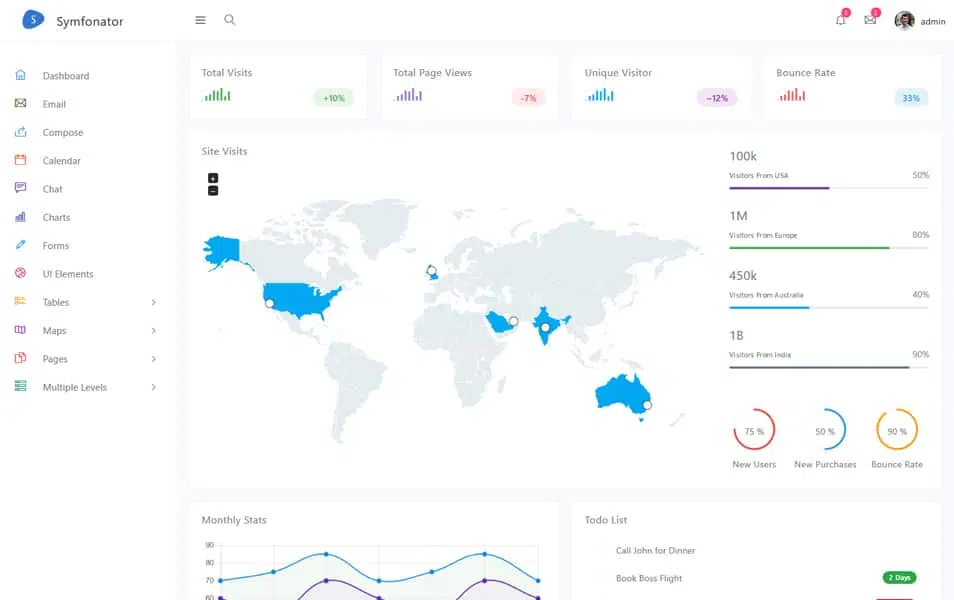 S Symfonator
admin
Dashboard
Email
Compose
Calendar
Chat
Charts
Forms
UI Elements
Tables
Maps
Pages
Multiple Levels
Total Visits
+10%
Total Page Views
-7%
Unique Visitor
~12%
Bounce Rate
33%
Site Visits
+
−
100k
Visitors From USA 50%
1M
Visitors From Europe 80%
450k
Visitors From Australia 40%
1B
Visitors From India 90%
75 % 50 % 90 %
New Users New Purchases Bounce Rate
Monthly Stats
90
80
70
60
Todo List
Call John for Dinner
Book Boss Flight 2 Days